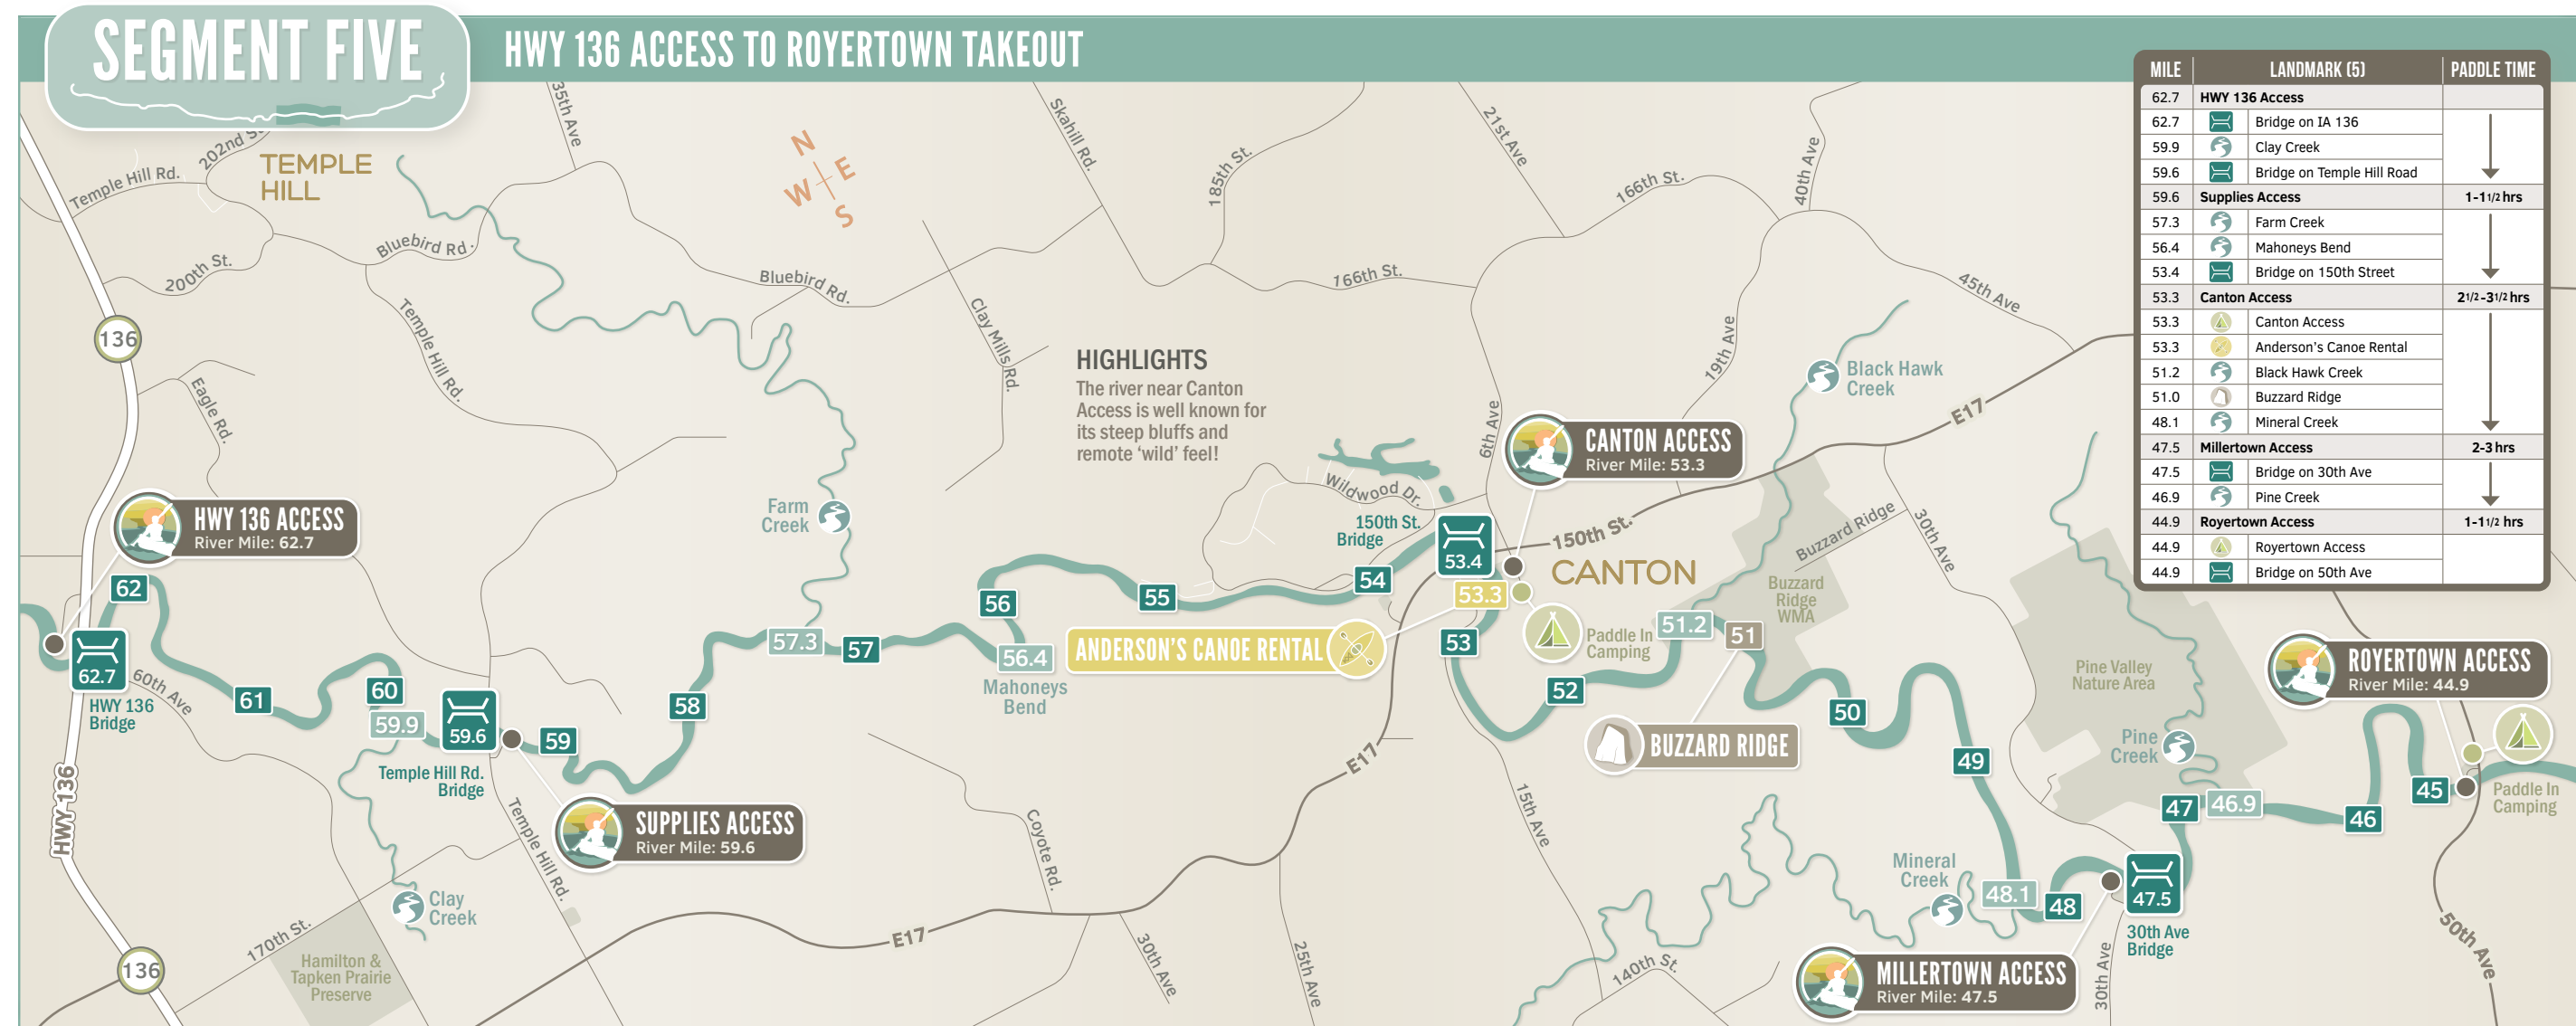 SEGMENT FIVE
HWY 136 ACCESS TO ROYERTOWN TAKEOUT
MILE LANDMARK (5) PADDLE TIME
62.7 HWY 136 Access
62.7 Bridge on IA 136
59.9 Clay Creek
59.6 Bridge on Temple Hill Road
59.6 Supplies Access 1-1 1/2 hrs
57.3 Farm Creek
56.4 Mahoneys Bend
53.4 Bridge on 150th Street
53.3 Canton Access 2 1/2 -3 1/2 hrs
53.3 Canton Access
53.3 Anderson's Canoe Rental
51.2 Black Hawk Creek
51.0 Buzzard Ridge
48.1 Mineral Creek
47.5 Millertown Access 2-3 hrs
47.5 Bridge on 30th Ave
46.9 Pine Creek
44.9 Royertown Access 1-1 1/2 hrs
44.9 Royertown Access
44.9 Bridge on 50th Ave
35th Ave
Skahill Rd.
21st Ave
202nd S
TEMPLE
HILL
N
W E
S
Temple Hill Rd.
185th St.
166th St.
40th Ave
Bluebird Rd.
200th St.
Bluebird Rd.
166th St.
45th Ave
136
Temple Hill Rd.
Clay Mills Rd.
19th Ave
HIGHLIGHTS
The river near Canton
Access is well known for
its steep bluffs and
remote ‘wild’ feel!
Black Hawk
Creek
Eagle Rd.
6th Ave
E17
CANTON ACCESS
River Mile: 53.3
Wildwood Dr.
HWY 136 ACCESS
River Mile: 62.7
Farm
Creek
150th St.
Bridge
53.4
150th St.
Buzzard Ridge
30th Ave
CANTON
62
56
55
54
53.3
Buzzard
Ridge
WMA
62.7
HWY 136
Bridge
60th Ave
61
60
59.9
59.6
59
58
57.3
57
56.4
Mahoneys
Bend
ANDERSON'S CANOE RENTAL
53
Paddle In
Camping
51.2
51
52
BUZZARD RIDGE
50
49
Pine Valley
Nature Area
Pine
Creek
ROYERTOWN ACCESS
River Mile: 44.9
Paddle In
Camping
45
46
46.9
47
Temple Hill Rd.
Bridge
HWY 136
SUPPLIES ACCESS
River Mile: 59.6
Temple Hill Rd.
Coyote Rd.
E17
15th Ave
Mineral
Creek
48.1
48
47.5
30th Ave
Bridge
Clay
Creek
170th St.
Hamilton &
Tapken Prairie
Preserve
136
E17
30th Ave
25th Ave
140th St.
MILLERTOWN ACCESS
River Mile: 47.5
30th Ave
50th Ave